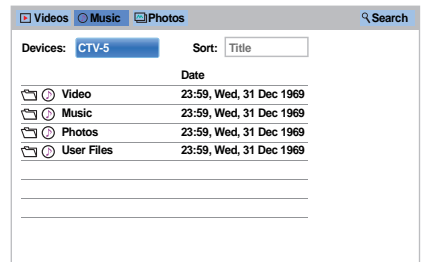 Videos Music Photos Search
Devices: CTV-5 Sort: Title
Date
Video 23:59, Wed, 31 Dec 1969
Music 23:59, Wed, 31 Dec 1969
Photos 23:59, Wed, 31 Dec 1969
User Files 23:59, Wed, 31 Dec 1969